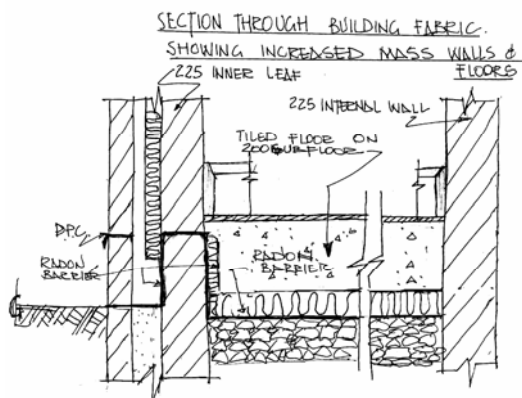 SECTION THROUGH BUILDING FABRIC.
SHOWING INCREASED MASS WALLS &
FLOORS
225 INNER LEAF
225 INTERNAL WALL
TILED FLOOR ON
200 SUBFLOOR
D.P.C
RADON
BARRIER
RADON
BARRIER